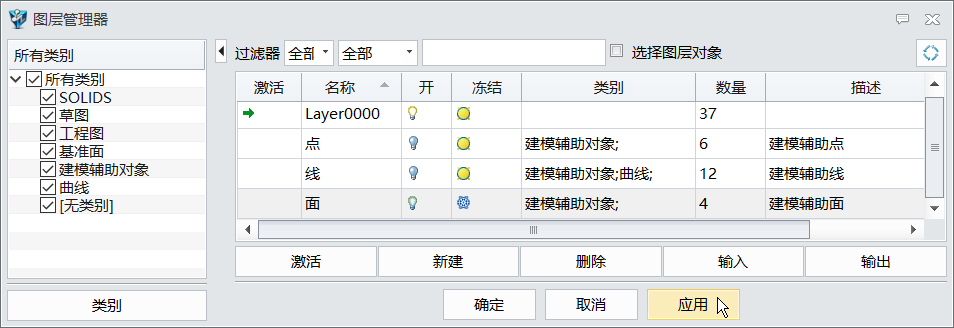 图层管理器
所有类别
所有类别
SOLIDS
草图
工程图
基准面
建模辅助对象
曲线
[无类别]
类别
过滤器 全部 全部 选择图层对象
激活 名称 开 冻结 类别 数量 描述
Layer0000 37
点 建模辅助对象; 6 建模辅助点
线 建模辅助对象;曲线; 12 建模辅助线
面 建模辅助对象; 4 建模辅助面
激活 新建 删除 输入 输出
确定 取消 应用